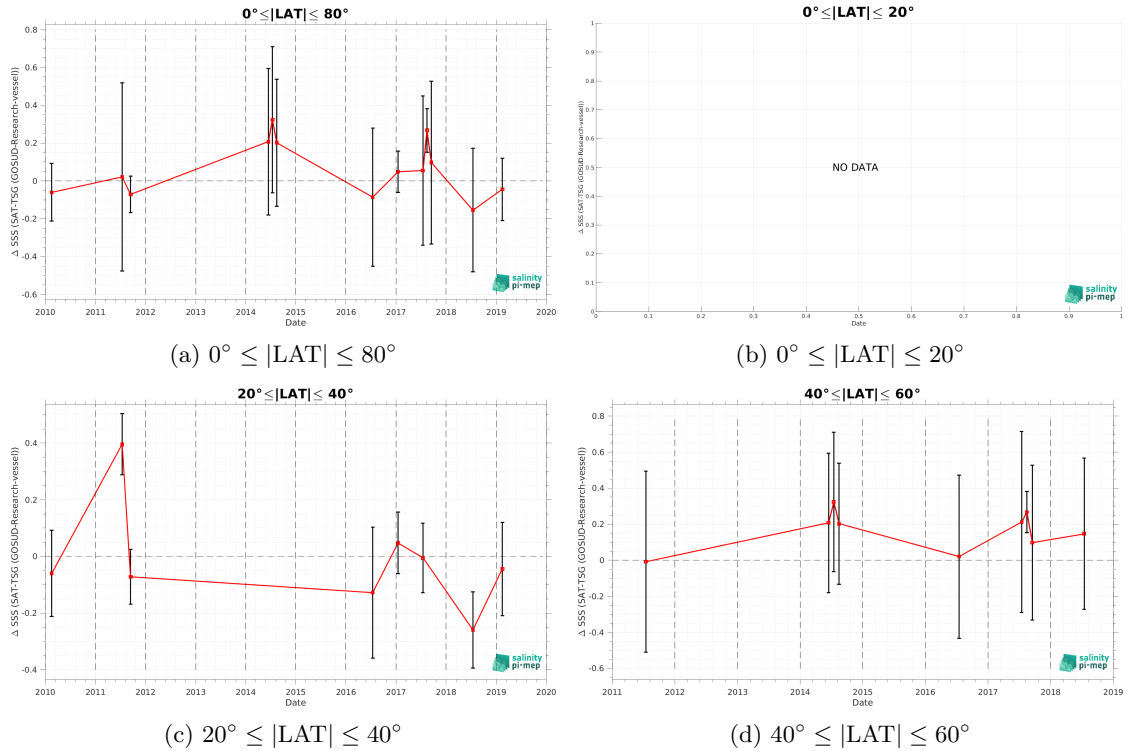 0°≤|LAT|≤ 80°
Δ SSS (SAT-TSG (GOSUD-Research-vessel))
0.8
0.6
0.4
0.2
0
-0.2
-0.4
-0.6
2010 2011 2012 2013 2014 2015 2016 2017 2018 2019 2020
Date
salinity
pi-mep
(a) 0° ≤ |LAT| ≤ 80°
0°≤|LAT|≤ 20°
Δ SSS (SAT-TSG (GOSUD-Research-vessel))
1
0.9
0.8
0.7
0.6
0.5
0.4
0.3
0.2
0.1
0
NO DATA
0 0.1 0.2 0.3 0.4 0.5 0.6 0.7 0.8 0.9 1
Date
salinity
pi-mep
(b) 0° ≤ |LAT| ≤ 20°
20°≤|LAT|≤ 40°
Δ SSS (SAT-TSG (GOSUD-Research-vessel))
0.4
0.2
0
-0.2
-0.4
2010 2011 2012 2013 2014 2015 2016 2017 2018 2019 2020
Date
salinity
pi-mep
(c) 20° ≤ |LAT| ≤ 40°
40°≤|LAT|≤ 60°
Δ SSS (SAT-TSG (GOSUD-Research-vessel))
0.8
0.6
0.4
0.2
0
-0.2
-0.4
-0.6
2011 2012 2013 2014 2015 2016 2017 2018 2019
Date
salinity
pi-mep
(d) 40° ≤ |LAT| ≤ 60°